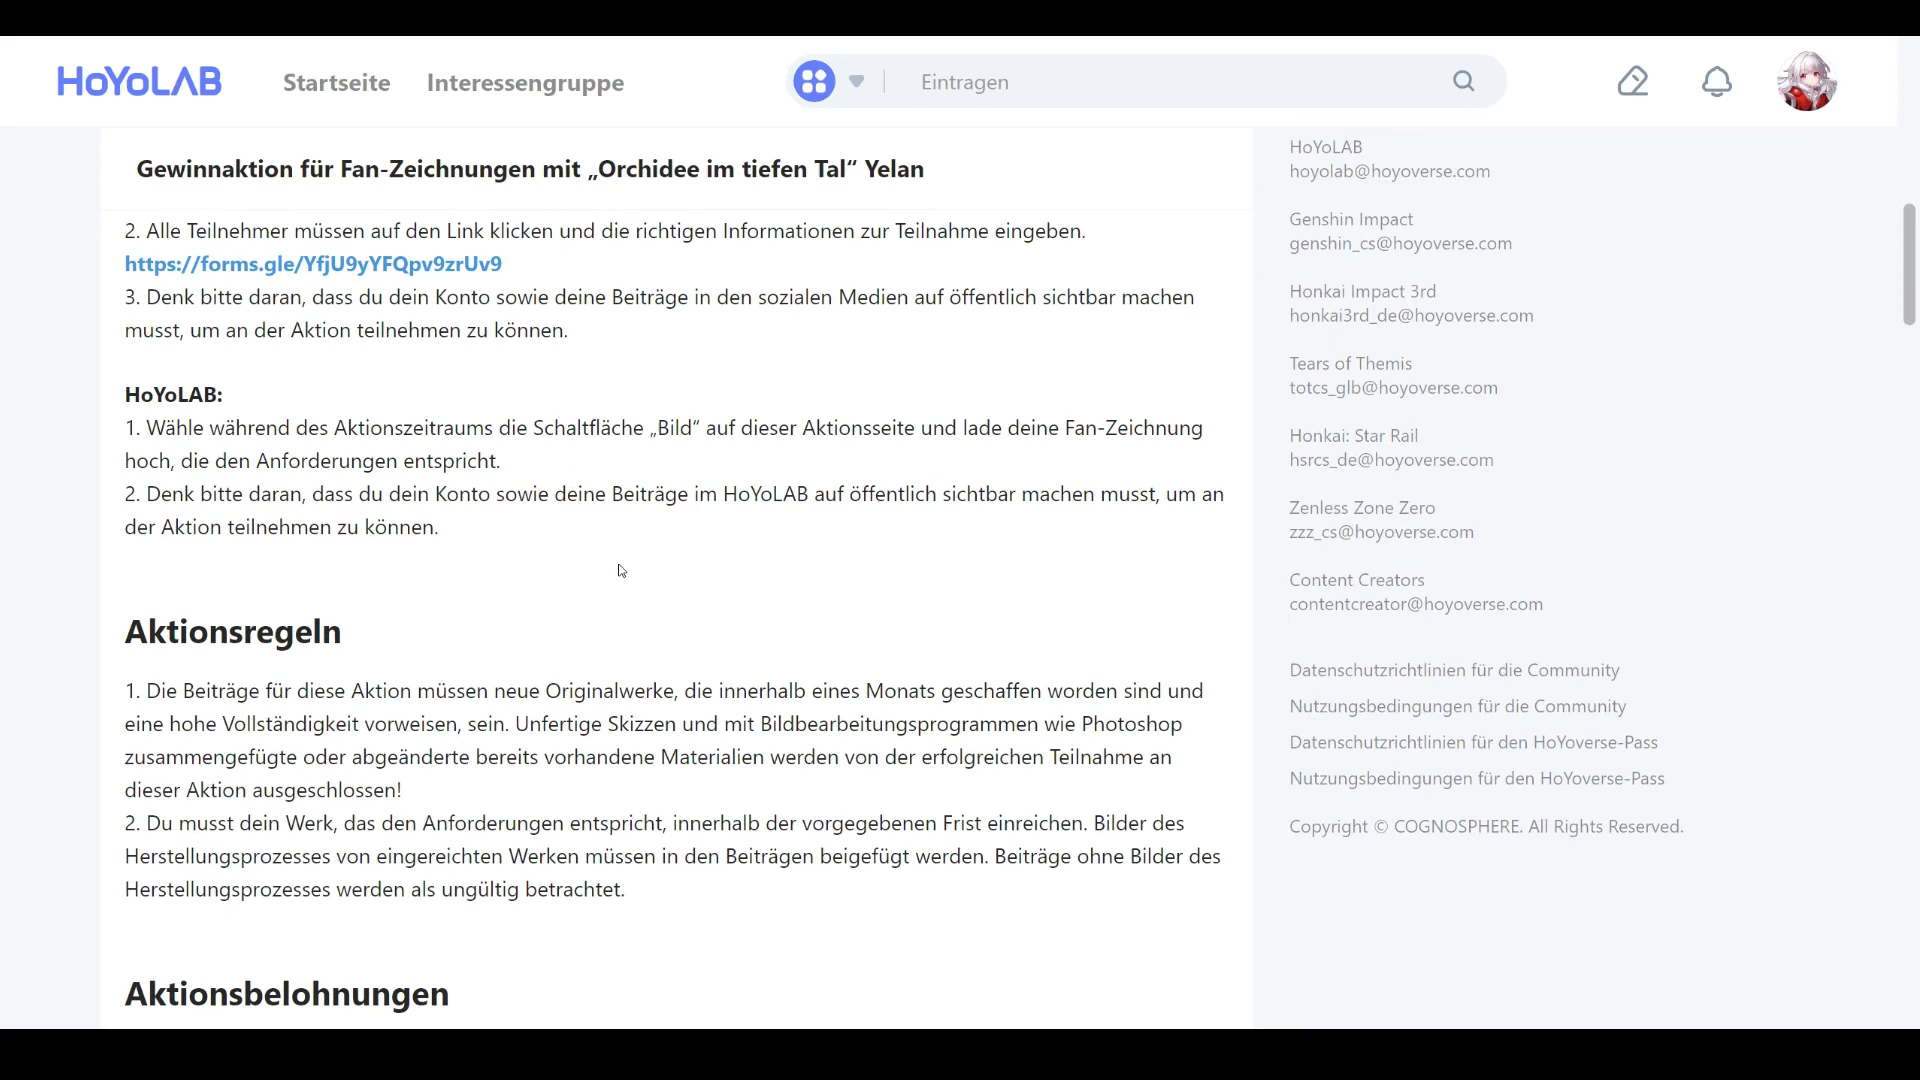 HoYoLAB
Startseite
Interessengruppe
Eintragen
Gewinnaktion für Fan-Zeichnungen mit „Orchidee im tiefen Tal“ Yelan
2. Alle Teilnehmer müssen auf den Link klicken und die richtigen Informationen zur Teilnahme eingeben.
https://forms.gle/YfjU9yYFQpv9zrUv9
3. Denk bitte daran, dass du dein Konto sowie deine Beiträge in den sozialen Medien auf öffentlich sichtbar machen
musst, um an der Aktion teilnehmen zu können.
HoYoLAB:
1. Wähle während des Aktionszeitraums die Schaltfläche „Bild“ auf dieser Aktionsseite und lade deine Fan-Zeichnung
hoch, die den Anforderungen entspricht.
2. Denk bitte daran, dass du dein Konto sowie deine Beiträge im HoYoLAB auf öffentlich sichtbar machen musst, um an
der Aktion teilnehmen zu können.
Aktionsregeln
1. Die Beiträge für diese Aktion müssen neue Originalwerke, die innerhalb eines Monats geschaffen worden sind und
eine hohe Vollständigkeit vorweisen, sein. Unfertige Skizzen und mit Bildbearbeitungsprogrammen wie Photoshop
zusammengefügte oder abgeänderte bereits vorhandene Materialien werden von der erfolgreichen Teilnahme an
dieser Aktion ausgeschlossen!
2. Du musst dein Werk, das den Anforderungen entspricht, innerhalb der vorgegebenen Frist einreichen. Bilder des
Herstellungsprozesses von eingereichten Werken müssen in den Beiträgen beigefügt werden. Beiträge ohne Bilder des
Herstellungsprozesses werden als ungültig betrachtet.
Aktionsbelohnungen
HoYoLAB
hoyolab@hoyoverse.com
Genshin Impact
genshin_cs@hoyoverse.com
Honkai Impact 3rd
honkai3rd_de@hoyoverse.com
Tears of Themis
totcs_glb@hoyoverse.com
Honkai: Star Rail
hsrcs_de@hoyoverse.com
Zenless Zone Zero
zzz_cs@hoyoverse.com
Content Creators
contentcreator@hoyoverse.com
Datenschutzrichtlinien für die Community
Nutzungsbedingungen für die Community
Datenschutzrichtlinien für den HoYoverse-Pass
Nutzungsbedingungen für den HoYoverse-Pass
Copyright © COGNOSPHERE. All Rights Reserved.